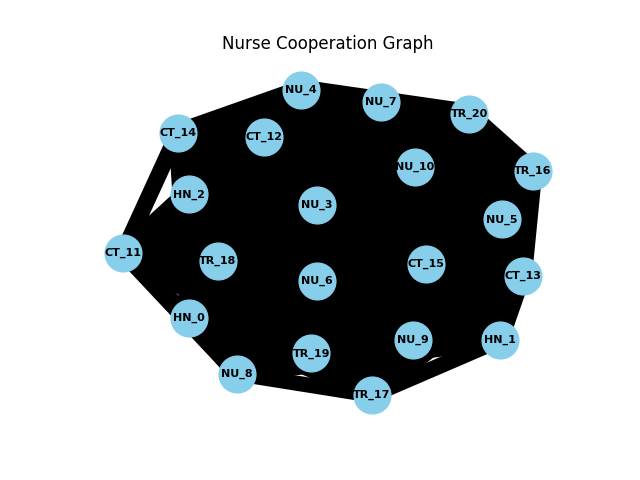 Nurse Cooperation Graph
NU_4
NU_7
TR_20
CT_14
CT_12
NU_10
TR_16
HN_2
NU_3
NU_5
CT_11
TR_18
CT_15
CT_13
NU_6
HN_0
NU_9
HN_1
TR_19
NU_8
TR_17